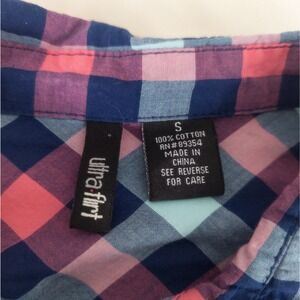 ultra flirt
S
100% COTTON
RN#89354
MADE IN
CHINA
SEE REVERSE
FOR CARE